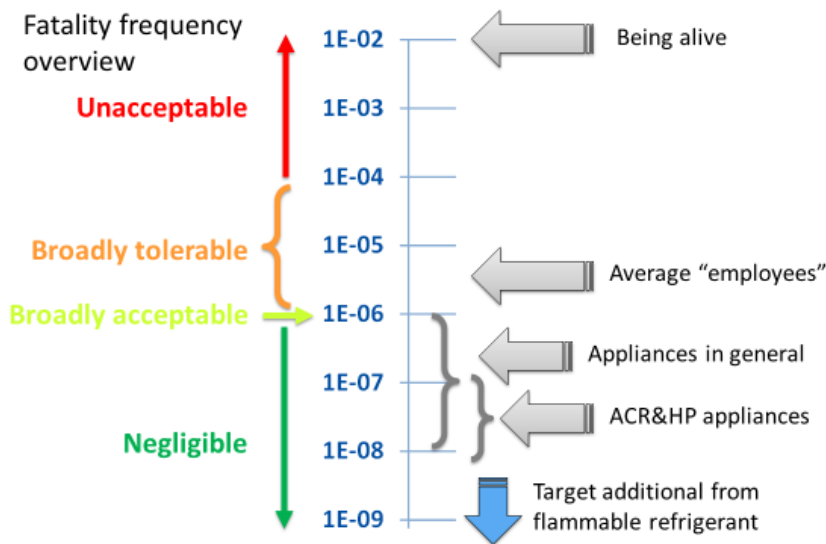 Fatality frequency
overview
1E-02
Being alive
Unacceptable
1E-03
1E-04
Broadly tolerable
1E-05
Average “employees”
Broadly acceptable
1E-06
Appliances in general
1E-07
ACR&HP appliances
Negligible
1E-08
Target additional from
flammable refrigerant
1E-09